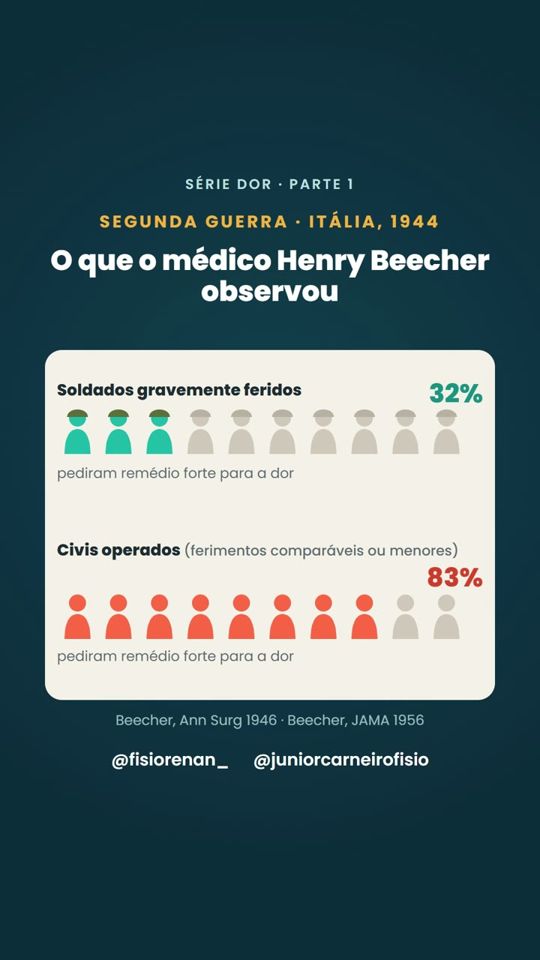 SÉRIE DOR · PARTE 1
SEGUNDA GUERRA · ITÁLIA, 1944
O que o médico Henry Beecher
observou
Soldados gravemente feridos
32%
pediram remédio forte para a dor
Civis operados (ferimentos comparáveis ou menores)
83%
pediram remédio forte para a dor
Beecher, Ann Surg 1946 · Beecher, JAMA 1956
@fisiorenan_ @juniorcarneirofisio